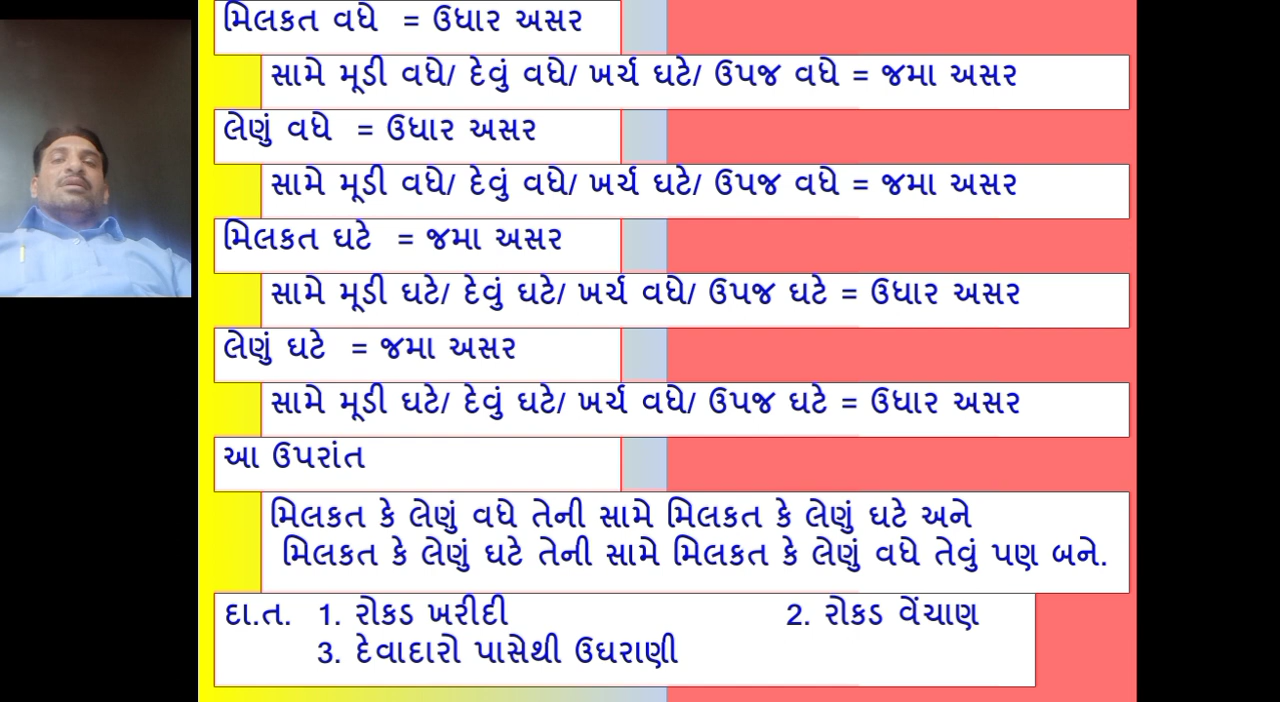 મિલકત વધે = ઉધાર અસર
સામે મૂડી વધે/ દેવું વધે/ ખર્ચ ઘટે/ ઉપજ વધે = જમા અસર
લેણું વધે = ઉધાર અસર
સામે મૂડી વધે/ દેવું વધે/ ખર્ચ ઘટે/ ઉપજ વધે = જમા અસર
મિલકત ઘટે = જમા અસર
સામે મૂડી ઘટે/ દેવું ઘટે/ ખર્ચ વધે/ ઉપજ ઘટે = ઉધાર અસર
લેણું ઘટે = જમા અસર
સામે મૂડી ઘટે/ દેવું ઘટે/ ખર્ચ વધે/ ઉપજ ઘટે = ઉધાર અસર
આ ઉપરાંત
મિલકત કે લેણું વધે તેની સામે મિલકત કે લેણું ઘટે અને
મિલકત કે લેણું ઘટે તેની સામે મિલકત કે લેણું વધે તેવું પણ બને.
દા.ત. 1. રોકડ ખરીદી 2. રોકડ વેંચાણ
3. દેવાદારો પાસેથી ઉઘરાણી